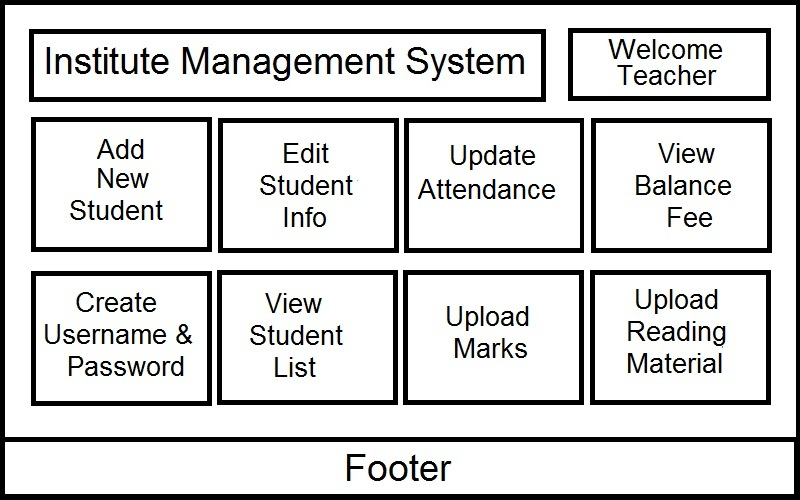 Institute Management System
Welcome
Teacher
Add
New
Student
Edit
Student
Info
Update
Attendance
View
Balance
Fee
Create
Username &
Password
View
Student
List
Upload
Marks
Upload
Reading
Material
Footer